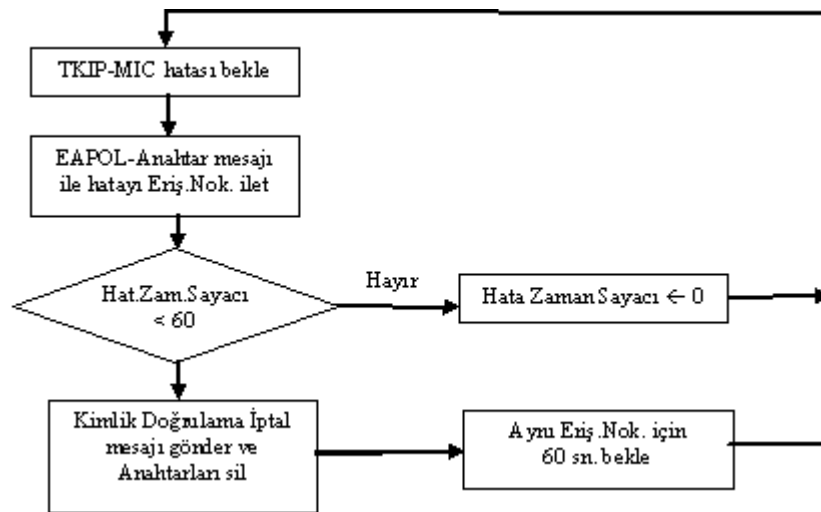 TKIP-MIC hatası bekle
EAPOL-Anahtar mesajı
ile hatayı Eriş.Nok. ilet
Hat.Zam.Sayacı
< 60
Hayır
Hata Zaman Sayacı ← 0
Kimlik Doğrulama İptal
mesajı gönder ve
Anahtarları sil
Aynı Eriş.Nok. için
60 sn. bekle